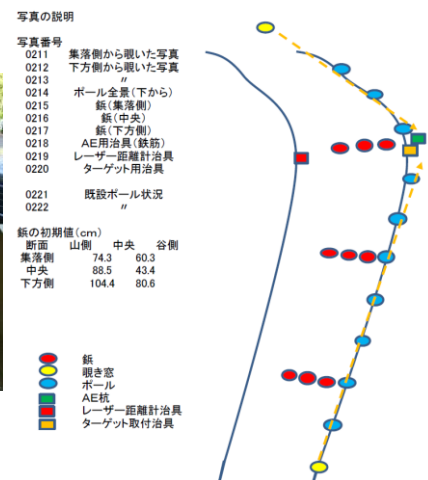 写真の説明
写真番号
0211 集落側から覗いた写真
0212 下方側から覗いた写真
0213 〃
0214 ポール全景(下から)
0215 鋲(集落側)
0216 鋲(中央)
0217 鋲(下方側)
0218 AE用治具(鉄筋)
0219 レーザー距離計治具
0220 ターゲット用治具
0221 既設ポール状況
0222 〃
鋲の初期値(cm)
断面 山側 中央 谷側
集落側 74.3 60.3
中央 88.5 43.4
下方側 104.4 80.6
鋲
覗き窓
ポール
AE杭
レーザー距離計治具
ターゲット取付治具